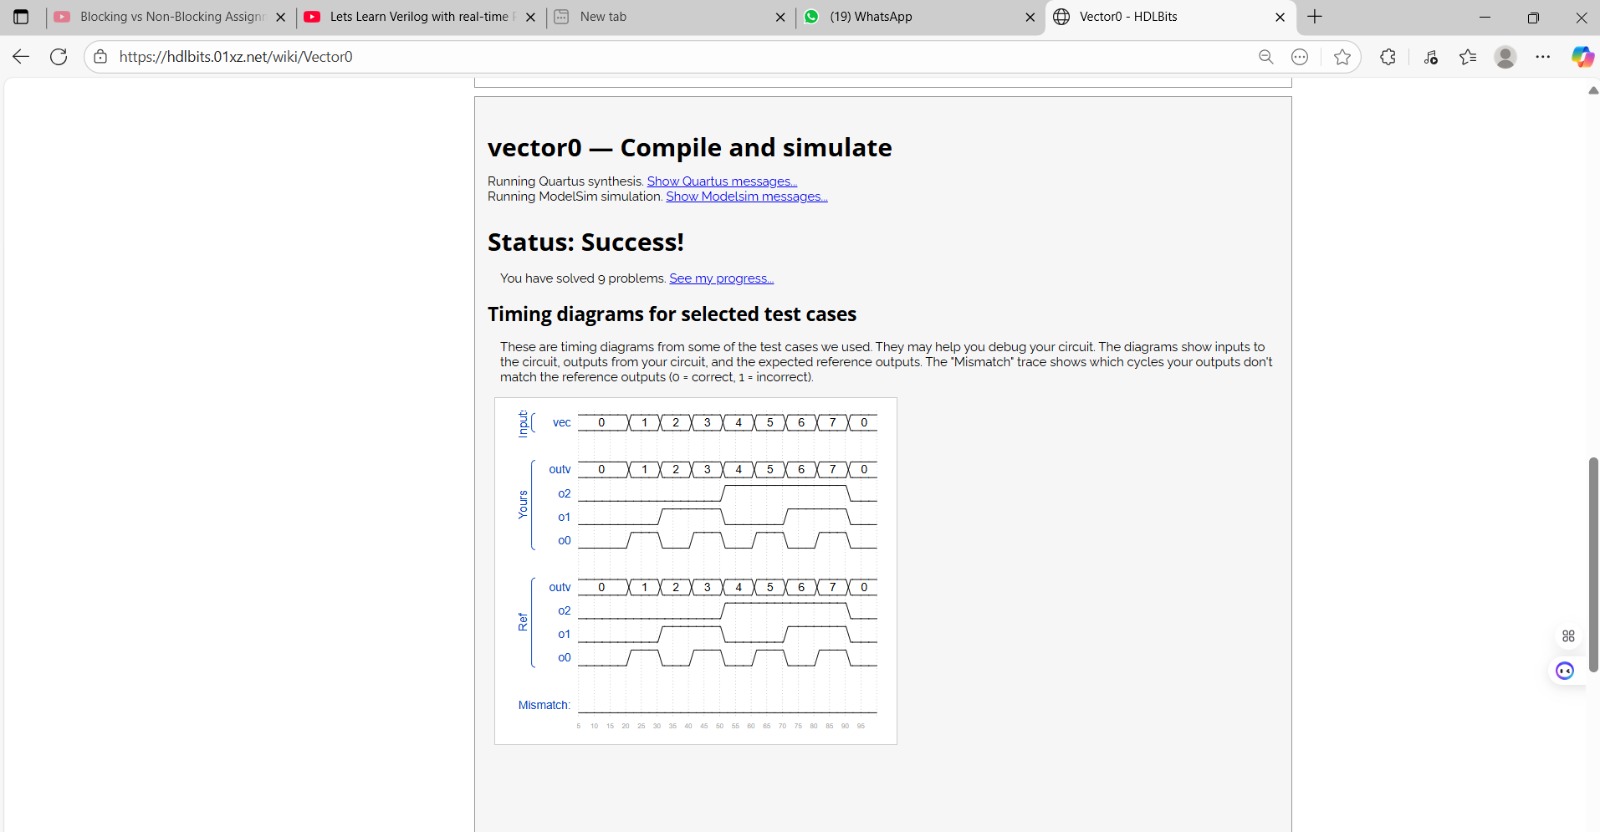 Blocking vs Non-Blocking Assignm
Lets Learn Verilog with real-time
New tab
(19) WhatsApp
Vector0 - HDLBits
https://hdlbits.01xz.net/wiki/Vector0
vector0 — Compile and simulate
Running Quartus synthesis. Show Quartus messages...
Running ModelSim simulation. Show Modelsim messages...
Status: Success!
You have solved 9 problems. See my progress...
Timing diagrams for selected test cases
These are timing diagrams from some of the test cases we used. They may help you debug your circuit. The diagrams show inputs to
the circuit, outputs from your circuit, and the expected reference outputs. The "Mismatch" trace shows which cycles your outputs don't
match the reference outputs (0 = correct, 1 = incorrect).
Inputs
vec 0 1 2 3 4 5 6 7 0
Yours
outv 0 1 2 3 4 5 6 7 0
o2
o1
o0
Ref
outv 0 1 2 3 4 5 6 7 0
o2
o1
o0
Mismatch:
5 10 15 20 25 30 35 40 45 50 55 60 65 70 75 80 85 90 95